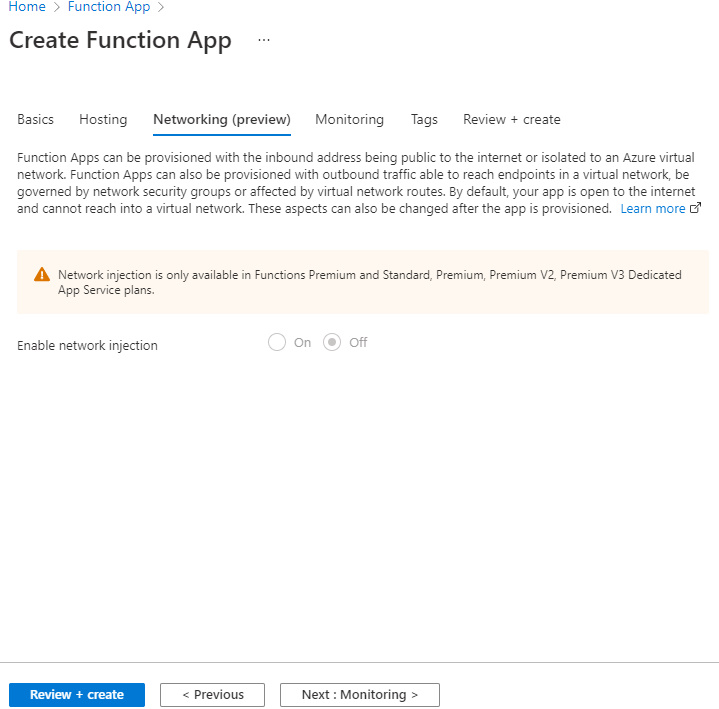 Home > Function App >
Create Function App ...
Basics Hosting Networking (preview) Monitoring Tags Review + create
Function Apps can be provisioned with the inbound address being public to the internet or isolated to an Azure virtual
network. Function Apps can also be provisioned with outbound traffic able to reach endpoints in a virtual network, be
governed by network security groups or affected by virtual network routes. By default, your app is open to the internet
and cannot reach into a virtual network. These aspects can also be changed after the app is provisioned. Learn more
Network injection is only available in Functions Premium and Standard, Premium, Premium V2, Premium V3 Dedicated
App Service plans.
Enable network injection On Off
Review + create < Previous Next : Monitoring >